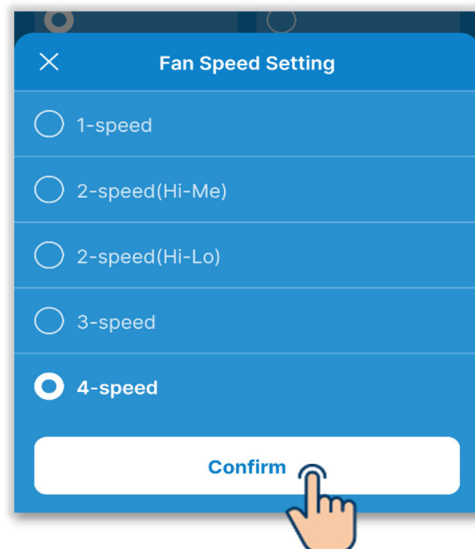 Fan Speed Setting
1-speed
2-speed(Hi-Me)
2-speed(Hi-Lo)
3-speed
4-speed
Confirm